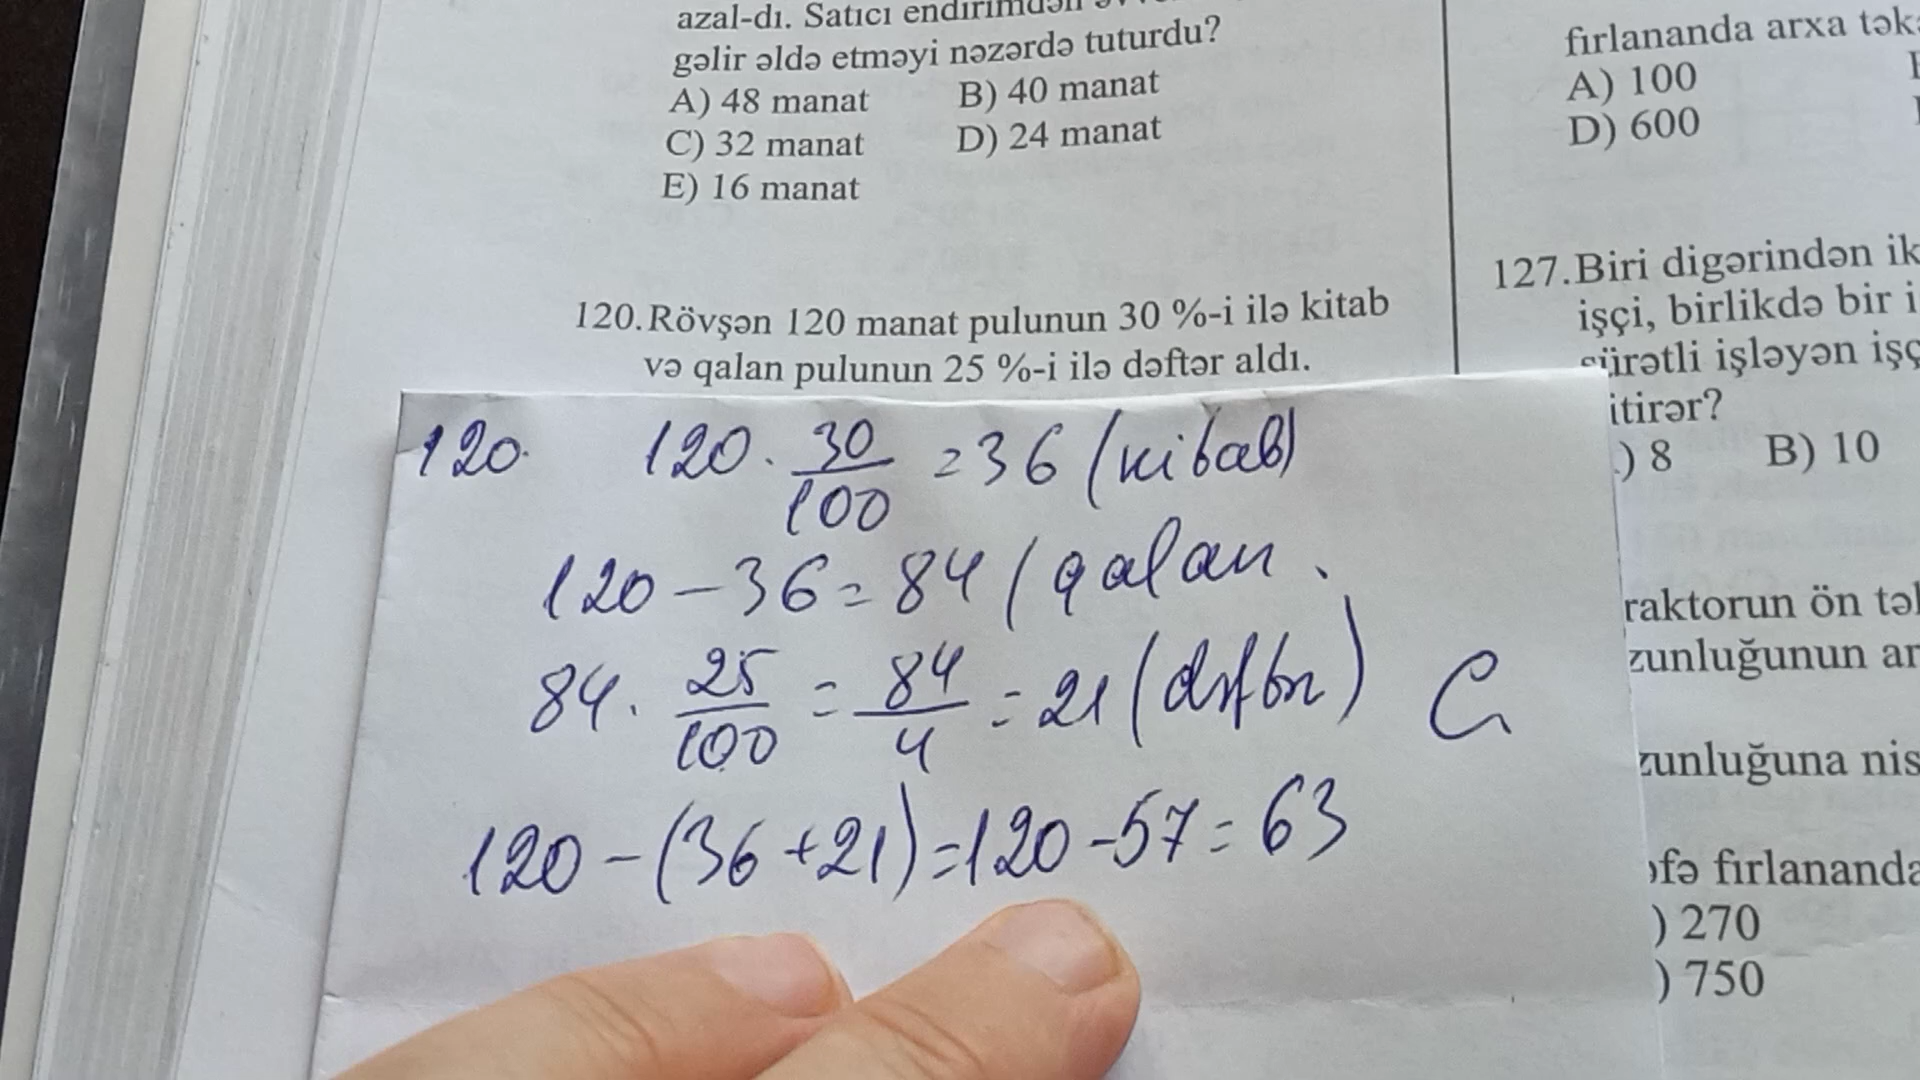 azal-dı. Satıcı endirimdən
gəlir əldə etməyi nəzərdə tuturdu?
A) 48 manat B) 40 manat
C) 32 manat D) 24 manat
E) 16 manat
120. Rövşən 120 manat pulunun 30 %-i ilə kitab
və qalan pulunun 25 %-i ilə dəftər aldı.
120. 120 · 30/100 = 36 (kitab)
120 - 36 = 84 / qalan .
84 · 25/100 = 84/4 = 21 (dəftər) C
120 - (36 + 21) = 120 - 57 = 63
fırlananda arxa tək
A) 100
D) 600
127. Biri digərindən ik
işçi, birlikdə bir i
sürətli işləyən işç
itirər?
) 8 B) 10
raktorun ön tə
zunluğunun ar
zunluğuna nis
fə fırlananda
) 270
) 750